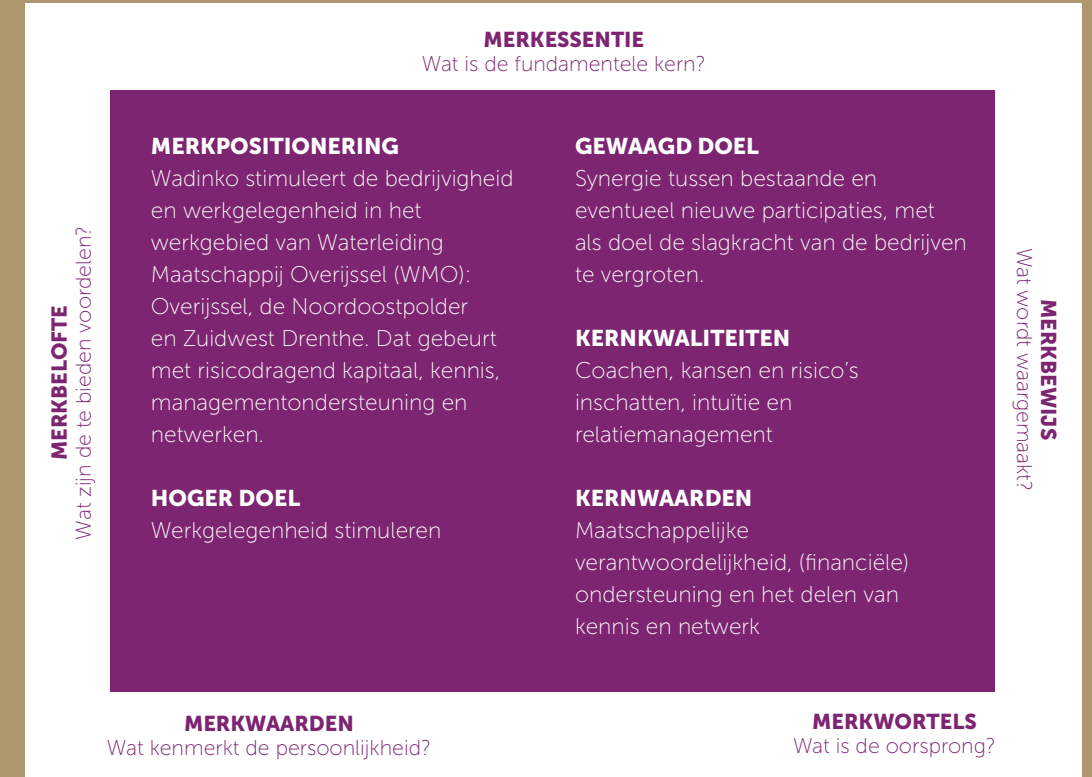 MERKESSENTIE
Wat is de fundamentele kern?
MERKBELOFTE
Wat zijn de te bieden voordelen?
MERKPOSITIONERING
Wadinko stimuleert de bedrijvigheid
en werkgelegenheid in het
werkgebied van Waterleiding
Maatschappij Overijssel (WMO):
Overijssel, de Noordoostpolder
en Zuidwest Drenthe. Dat gebeurt
met risicodragend kapitaal, kennis,
managementondersteuning en
netwerken.
HOGER DOEL
Werkgelegenheid stimuleren
GEWAAGD DOEL
Synergie tussen bestaande en
eventueel nieuwe participaties, met
als doel de slagkracht van de bedrijven
te vergroten.
KERNKWALITEITEN
Coachen, kansen en risico's
inschatten, intuïtie en
relatiemanagement
KERNWAARDEN
Maatschappelijke
verantwoordelijkheid, (financiële)
ondersteuning en het delen van
kennis en netwerk
MERKBEWIJS
Wat wordt waargemaakt?
MERKWAARDEN
Wat kenmerkt de persoonlijkheid?
MERKWORTELS
Wat is de oorsprong?